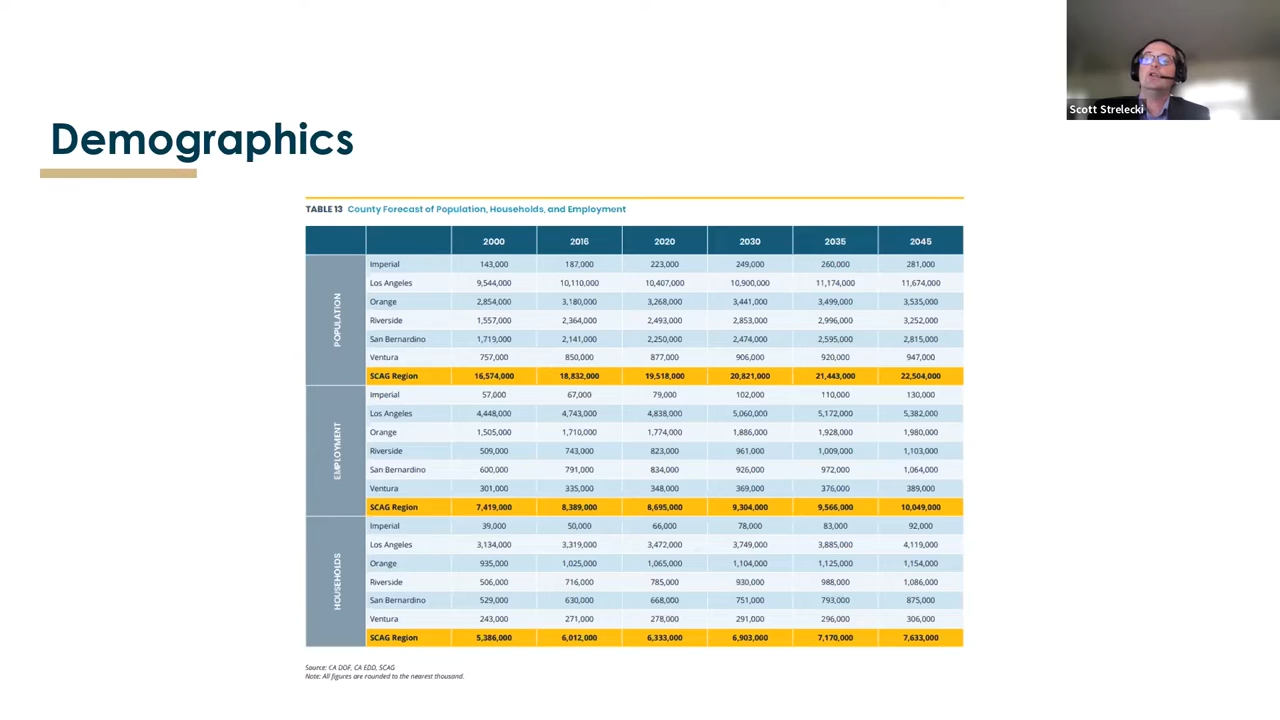 Scott Strelecki
Demographics
TABLE 13 County Forecast of Population, Households, and Employment
2000 2016 2020 2030 2035 2045
POPULATION
Imperial 143,000 187,000 223,000 249,000 260,000 281,000
Los Angeles 9,544,000 10,110,000 10,407,000 10,900,000 11,174,000 11,674,000
Orange 2,854,000 3,180,000 3,268,000 3,441,000 3,499,000 3,535,000
Riverside 1,557,000 2,364,000 2,493,000 2,853,000 2,996,000 3,252,000
San Bernardino 1,719,000 2,141,000 2,250,000 2,474,000 2,595,000 2,815,000
Ventura 757,000 850,000 877,000 906,000 920,000 947,000
SCAG Region 16,574,000 18,832,000 19,518,000 20,821,000 21,443,000 22,504,000
EMPLOYMENT
Imperial 57,000 67,000 79,000 102,000 110,000 130,000
Los Angeles 4,448,000 4,743,000 4,838,000 5,060,000 5,172,000 5,382,000
Orange 1,505,000 1,710,000 1,774,000 1,886,000 1,928,000 1,980,000
Riverside 509,000 743,000 823,000 961,000 1,009,000 1,103,000
San Bernardino 600,000 791,000 834,000 926,000 972,000 1,064,000
Ventura 301,000 335,000 348,000 369,000 376,000 389,000
SCAG Region 7,419,000 8,389,000 8,695,000 9,304,000 9,566,000 10,049,000
HOUSEHOLDS
Imperial 39,000 50,000 66,000 78,000 83,000 92,000
Los Angeles 3,134,000 3,319,000 3,472,000 3,749,000 3,885,000 4,119,000
Orange 935,000 1,025,000 1,065,000 1,104,000 1,125,000 1,154,000
Riverside 506,000 716,000 785,000 930,000 988,000 1,086,000
San Bernardino 529,000 630,000 668,000 751,000 793,000 875,000
Ventura 243,000 271,000 278,000 291,000 296,000 306,000
SCAG Region 5,386,000 6,012,000 6,333,000 6,903,000 7,170,000 7,633,000
Source: CA DOF, CA EDD, SCAG
Note: All figures are rounded to the nearest thousand.